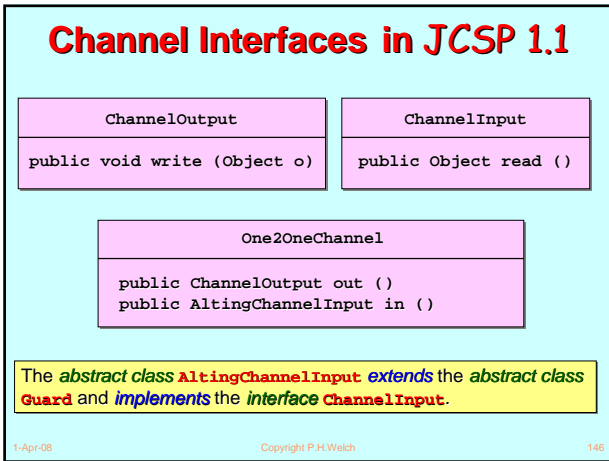 Channel Interfaces in JCSP 1.1
ChannelOutput
public void write (Object o)
ChannelInput
public Object read ()
One2OneChannel
public ChannelOutput out ()
public AltingChannelInput in ()
The abstract class AltingChannelInput extends the abstract class
Guard and implements the interface ChannelInput.
1-Apr-08
Copyright P.H.Welch
146